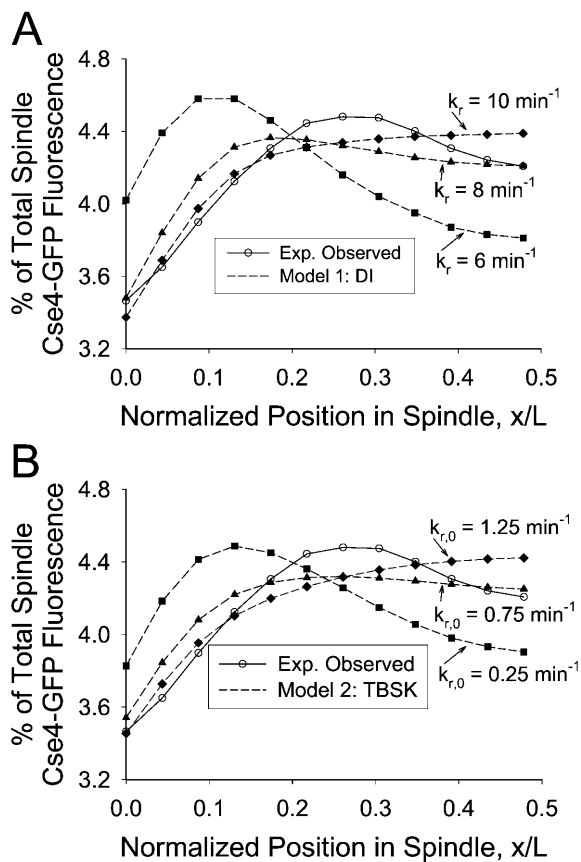 A
% of Total Spindle
Cse4-GFP Fluorescence
4.8
4.4
4.0
3.6
3.2
kr = 10 min-1
kr = 8 min-1
kr = 6 min-1
Exp. Observed
Model 1: DI
0.0 0.1 0.2 0.3 0.4 0.5
Normalized Position in Spindle, x/L
B
% of Total Spindle
Cse4-GFP Fluorescence
4.8
4.4
4.0
3.6
3.2
kr,0 = 1.25 min-1
kr,0 = 0.75 min-1
kr,0 = 0.25 min-1
Exp. Observed
Model 2: TBSK
0.0 0.1 0.2 0.3 0.4 0.5
Normalized Position in Spindle, x/L